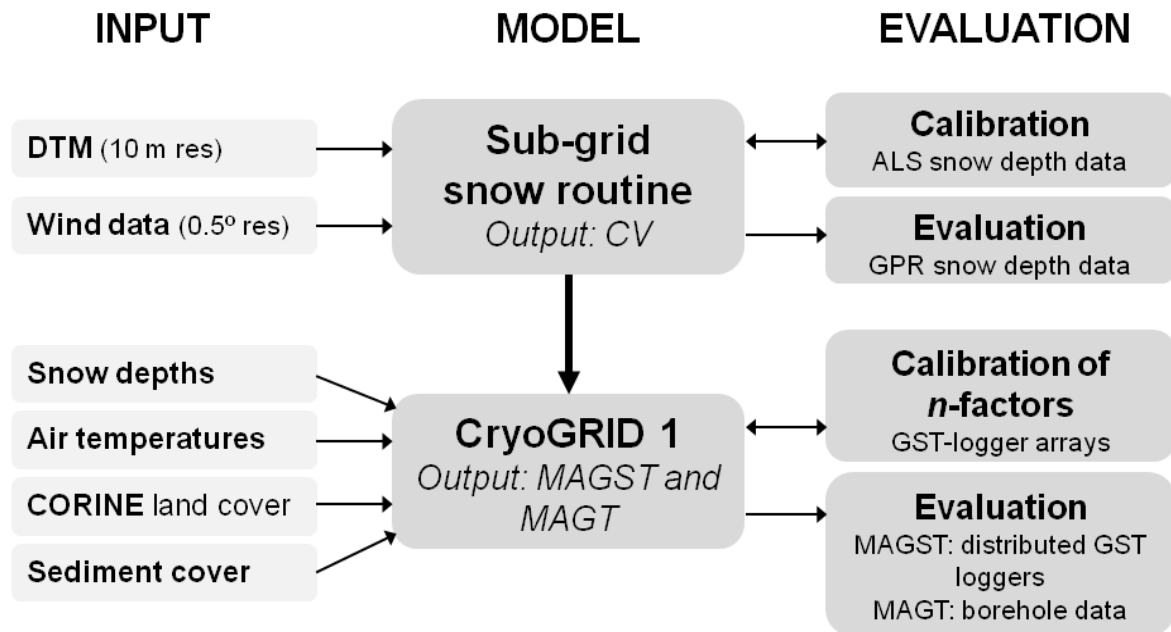 INPUT
MODEL
EVALUATION
DTM (10 m res)
Wind data (0.5º res)
Sub-grid
snow routine
Output: CV
Calibration
ALS snow depth data
Evaluation
GPR snow depth data
Snow depths
Air temperatures
CORINE land cover
Sediment cover
CryoGRID 1
Output: MAGST and
MAGT
Calibration of
n-factors
GST-logger arrays
Evaluation
MAGST: distributed GST
loggers
MAGT: borehole data